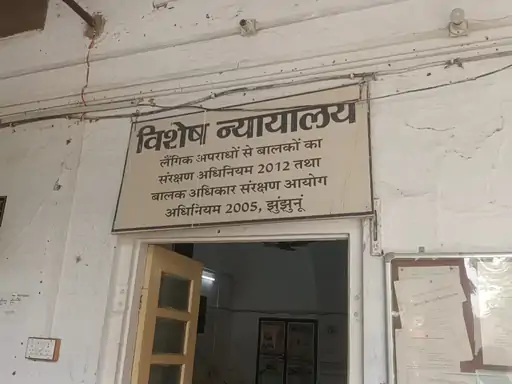 विशेष न्यायालय
लैंगिक अपराधों से बालकों का
संरक्षण अधिनियम 2012 तथा
बालक अधिकार संरक्षण आयोग
अधिनियम 2005, झुंझुनूं